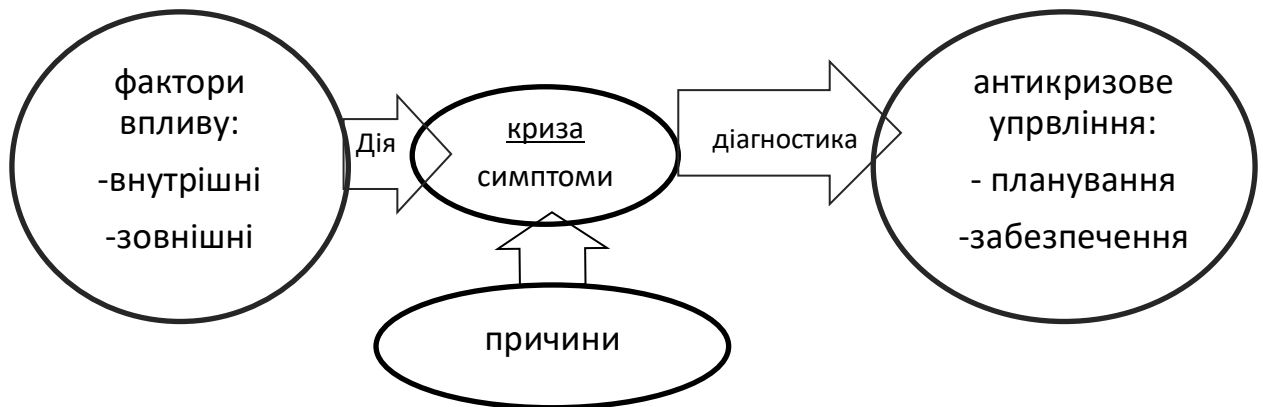 фактори
впливу:
-внутрішні
-зовнішні
Дія
криза
симптоми
діагностика
антикризове
упрвління:
- планування
-забезпечення
причини